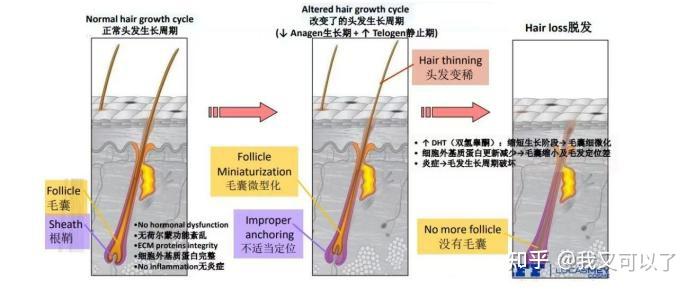 Normal hair growth cycle
正常头发生长周期
Follicle
毛囊
Sheath
根鞘
No hormonal dysfunction
无荷尔蒙功能紊乱
ECM proteins integrity
细胞外基质蛋白完整
No inflammation无炎症
Altered hair growth cycle
改变了的头发生长周期
(↓ Anagen生长期 + ↑ Telogen静止期)
Hair thinning
头发变稀
Follicle
Miniaturization
毛囊微型化
Improper
anchoring
不适当定位
Hair loss脱发
↑ DHT（双氢睾酮）：缩短生长阶段→毛囊细微化
细胞外基质蛋白更新减少→毛囊缩小及毛发定位差
炎症→毛发生长周期破坏
No more follicle
没有毛囊
LUCAS MEYER
知乎 @我又可以了